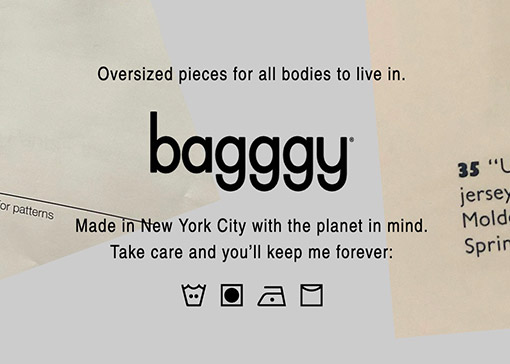 Oversized pieces for all bodies to live in.
bagggy®
or patterns
Made in New York City with the planet in mind.
Take care and you'll keep me forever:
35 "U
jersey
Mold
Sprin